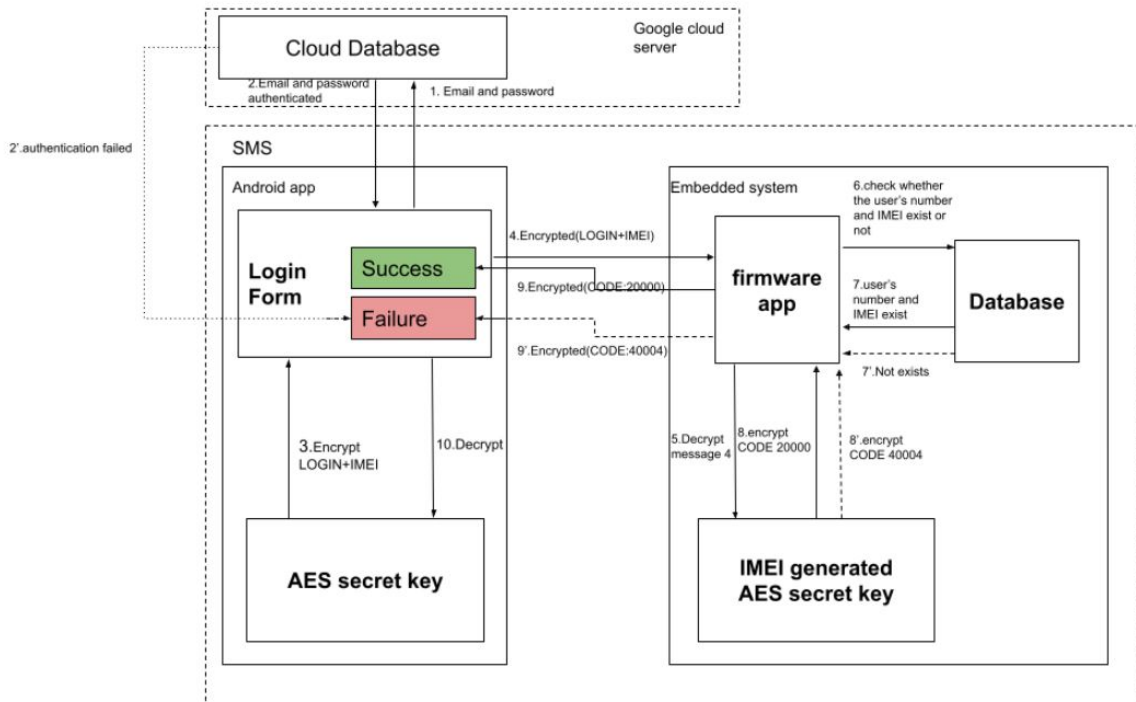 Google cloud
server
Cloud Database
2.Email and password
authenticated
1. Email and password
2'.authentication failed
SMS
Android app
Embedded system
6.check whether
the user's number
and IMEI exist or
not
4.Encrypted(LOGIN+IMEI)
Login
Form
Success
Failure
9.Encrypted(CODE:20000)
9'.Encrypted(CODE:40004)
firmware
app
7.user's
number and
IMEI exist
Database
7'.Not exists
3.Encrypt
LOGIN+IMEI
10.Decrypt
5.Decrypt
message 4
8.encrypt
CODE 20000
8'.encrypt
CODE 40004
AES secret key
IMEI generated
AES secret key